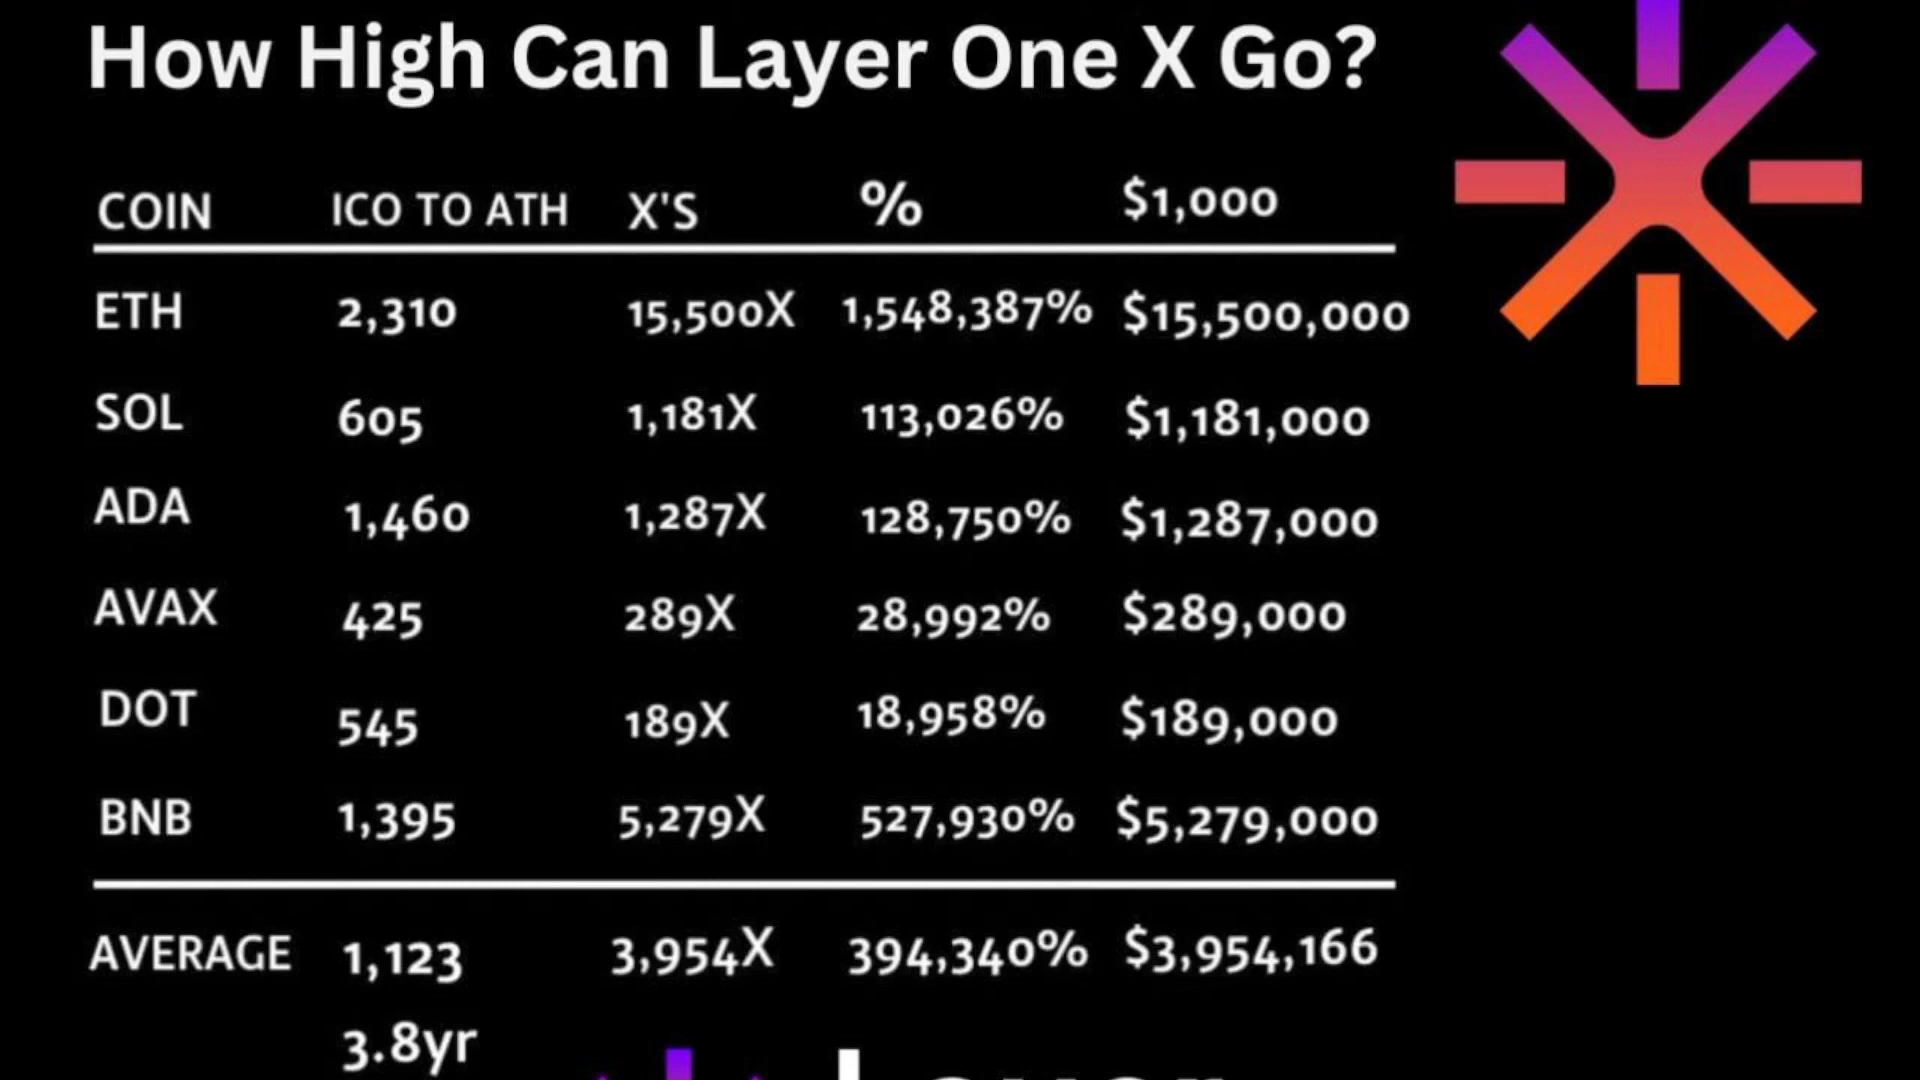 How High Can Layer One X Go?
COIN ICO TO ATH X'S % $1,000
ETH 2,310 15,500X 1,548,387% $15,500,000
SOL 605 1,181X 113,026% $1,181,000
ADA 1,460 1,287X 128,750% $1,287,000
AVAX 425 289X 28,992% $289,000
DOT 545 189X 18,958% $189,000
BNB 1,395 5,279X 527,930% $5,279,000
AVERAGE 1,123 3,954X 394,340% $3,954,166
3.8yr